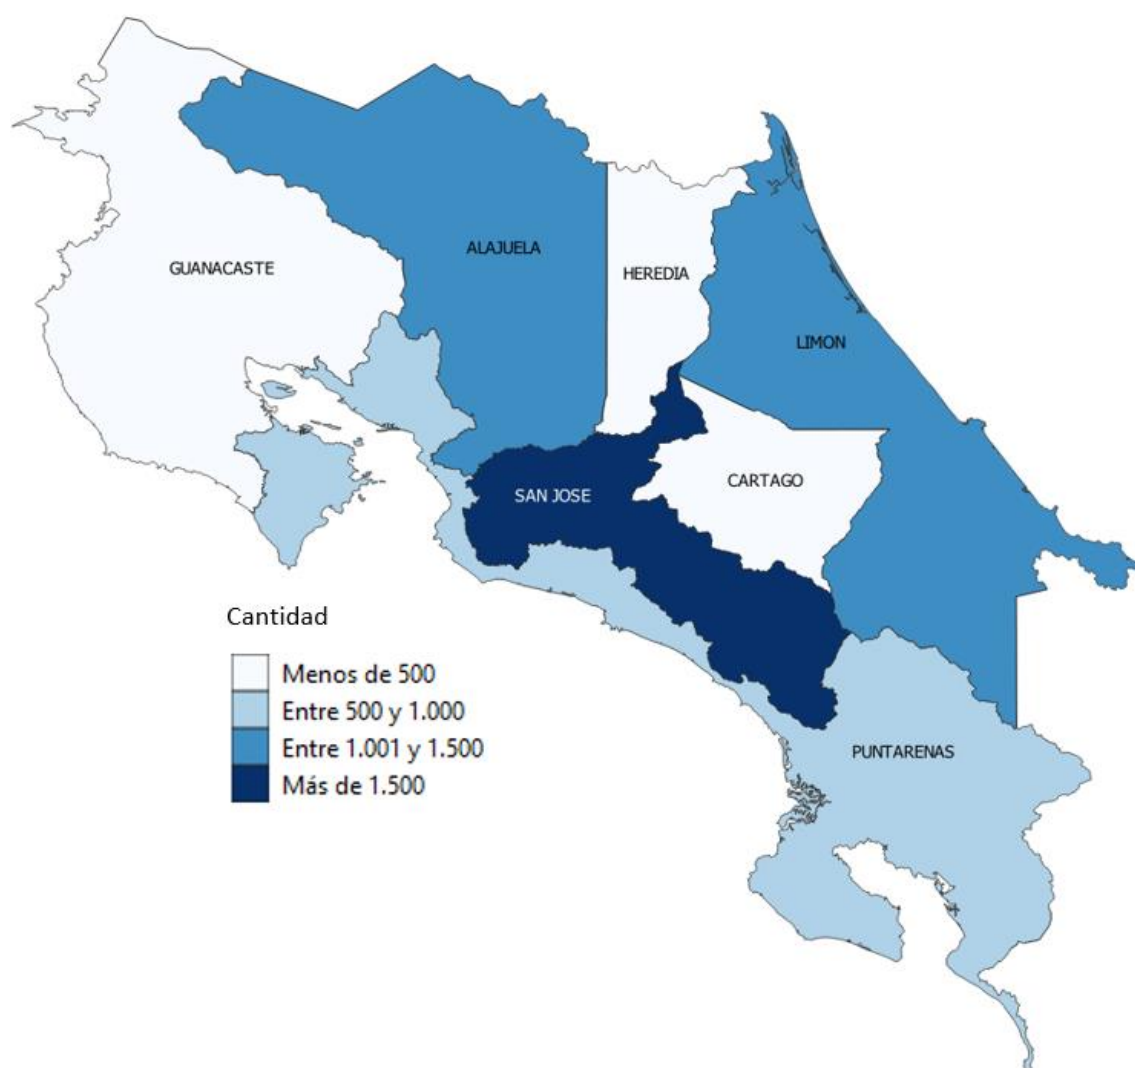 ALAJUELA
GUANACASTE
HEREDIA
LIMON
CARTAGO
SAN JOSE
Cantidad
Menos de 500
Entre 500 y 1.000
Entre 1.001 y 1.500
Más de 1.500
PUNTARENAS